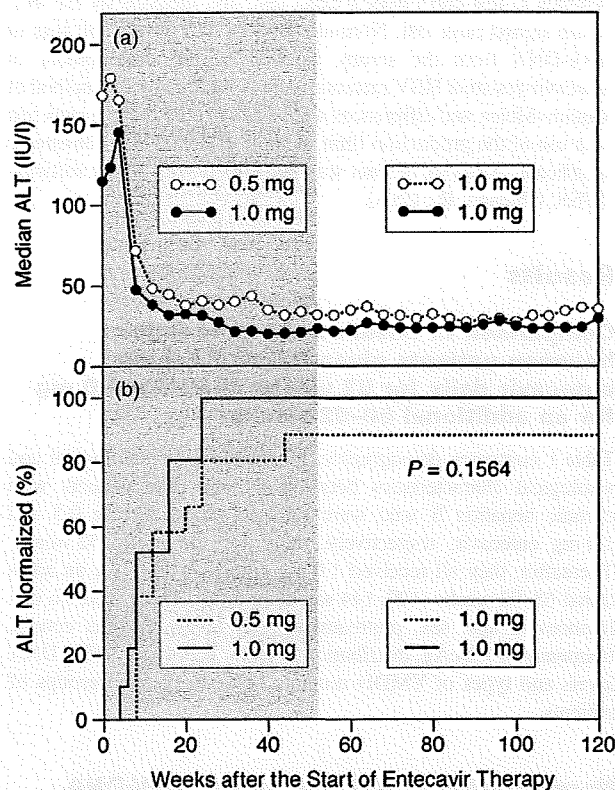 (a)
200
150
100
50
0
Median ALT (IU/l)
0.5 mg
1.0 mg
1.0 mg
1.0 mg
(b)
100
80
60
40
20
0
ALT Normalized (%)
P = 0.1564
0.5 mg
1.0 mg
1.0 mg
1.0 mg
0 20 40 60 80 100 120
Weeks after the Start of Entecavir Therapy